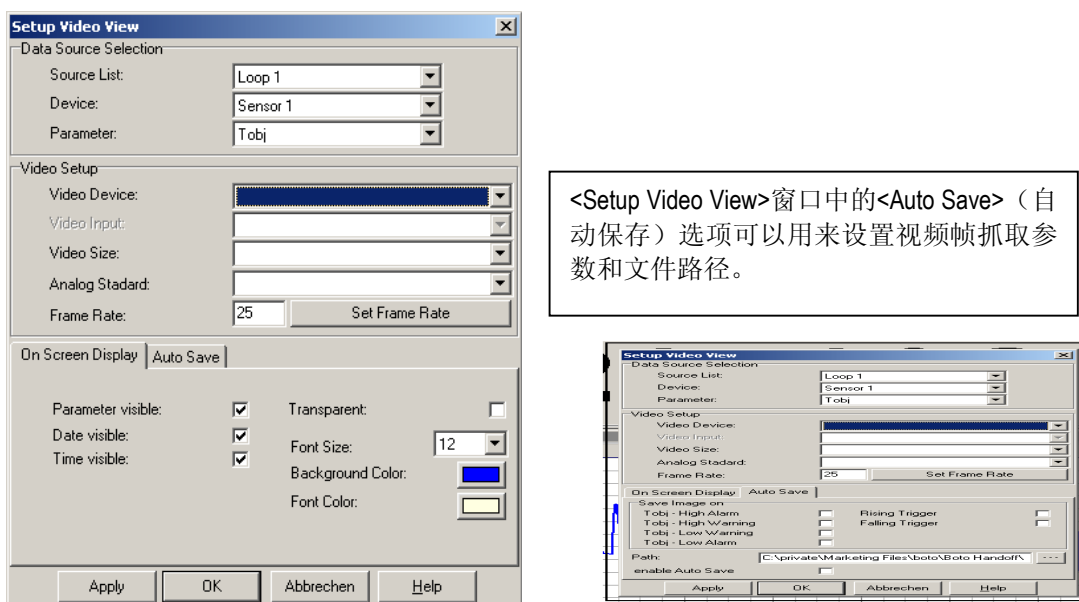 Setup Video View
Data Source Selection
Source List: Loop 1
Device: Sensor 1
Parameter: Tobj
Video Setup
Video Device:
Video Input:
Video Size:
Analog Stadard:
Frame Rate: 25 Set Frame Rate
On Screen Display Auto Save
Parameter visible: Transparent:
Date visible: Font Size: 12
Time visible: Background Color:
Font Color:
Apply OK Abbrechen Help
<Setup Video View>窗口中的<Auto Save>（自
动保存）选项可以用来设置视频帧抓取参
数和文件路径。
Setup Video View
Data Source Selection
Source List: Loop 1
Device: Sensor 1
Parameter: Tobj
Video Setup
Video Device:
Video Input:
Video Size:
Analog Stadard:
Frame Rate: 25 Set Frame Rate
On Screen Display Auto Save
Save Image on
Tobj - High Alarm Rising Trigger
Tobj - High Warning Falling Trigger
Tobj - Low Warning
Tobj - Low Alarm
Path: C:\private\Marketing Files\boto\Boto Handoff\ ...
enable Auto Save
Apply OK Abbrechen Help